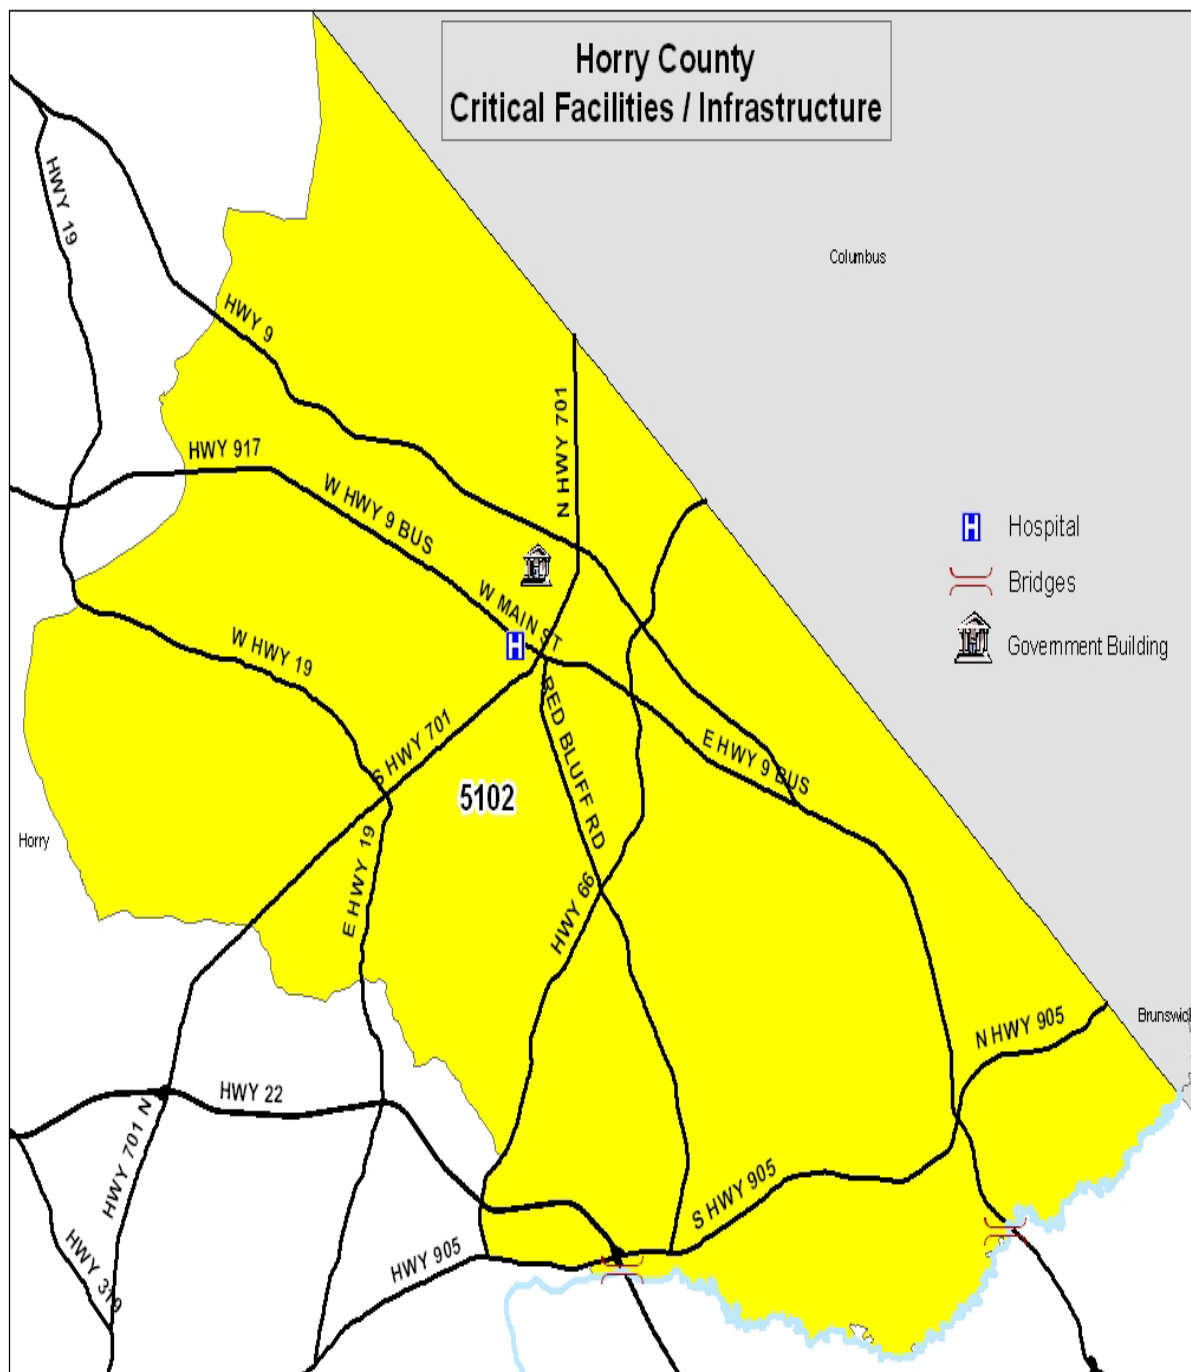 Horry County
Critical Facilities / Infrastructure
HWY 19
Columbus
HWY 9
N HWY 701
HWY 917
W HWY 9 BUS
Hospital
Bridges
W MAIN ST
W HWY 19
Government Building
RED BLUFF RD
S HWY 701
E HWY 9 BUS
5102
Horry
E HWY 19
HWY 66
Brunswick
N HWY 905
HWY 22
HWY 701 N
S HWY 905
HWY 905
HWY 319